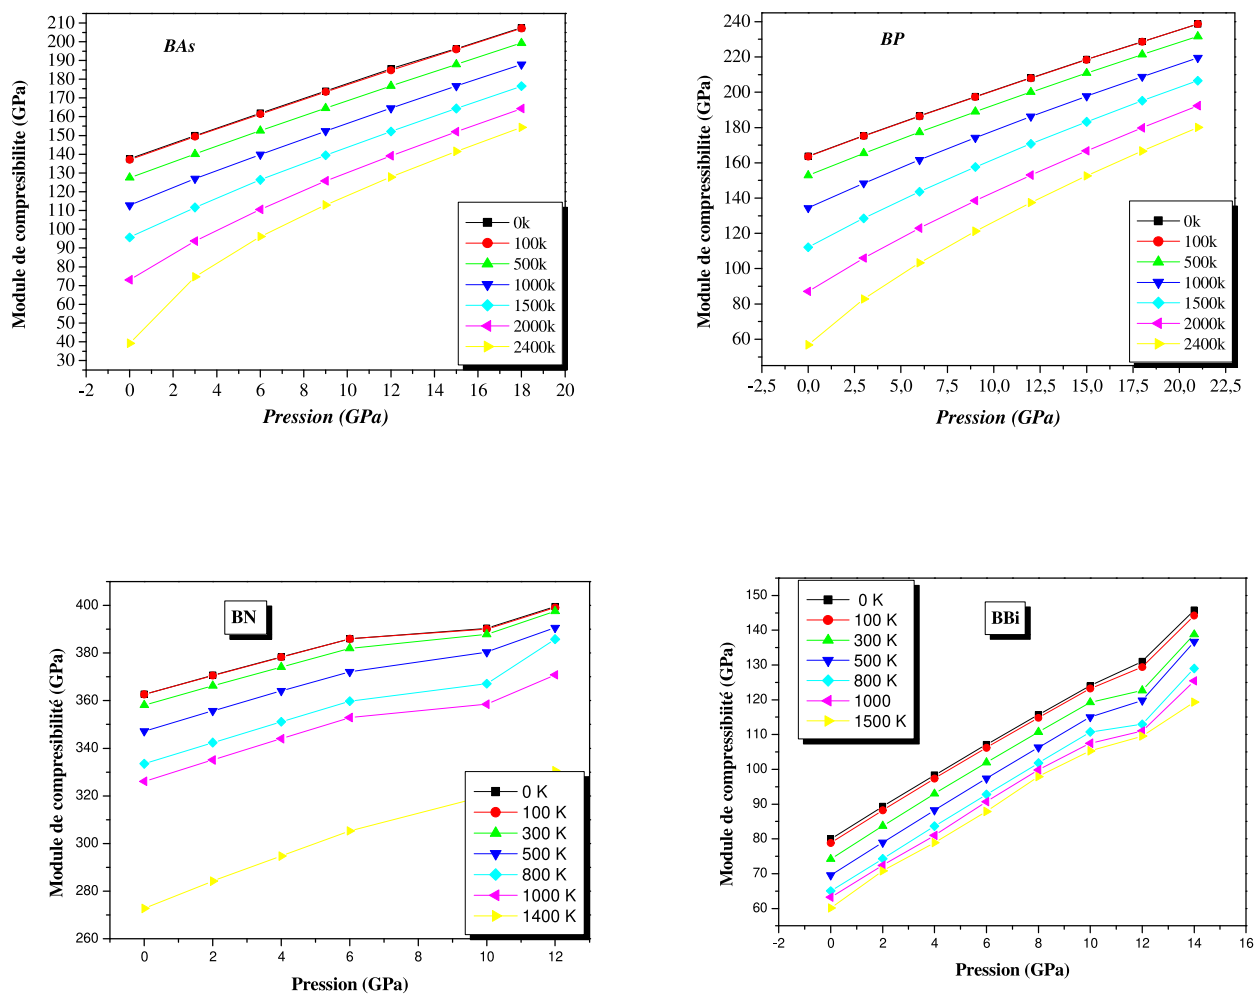 BAs
Module de compresibilite (GPa)
210
200
190
180
170
160
150
140
130
120
110
100
90
80
70
60
50
40
30
0k
100k
500k
1000k
1500k
2000k
2400k
-2 0 2 4 6 8 10 12 14 16 18 20
Pression (GPa)
BP
Module de compressibilite (GPa)
240
220
200
180
160
140
120
100
80
60
0k
100k
500k
1000k
1500k
2000k
2400k
-2,5 0,0 2,5 5,0 7,5 10,0 12,5 15,0 17,5 20,0 22,5
Pression (GPa)
BN
Module de compresibilité (GPa)
400
380
360
340
320
300
280
260
0 K
100 K
300 K
500 K
800 K
1000 K
1400 K
0 2 4 6 8 10 12
Pression (GPa)
BBi
Module de compressibiité (GPa)
150
140
130
120
110
100
90
80
70
60
0 K
100 K
300 K
500 K
800 K
1000
1500 K
-2 0 2 4 6 8 10 12 14 16
Pression (GPa)